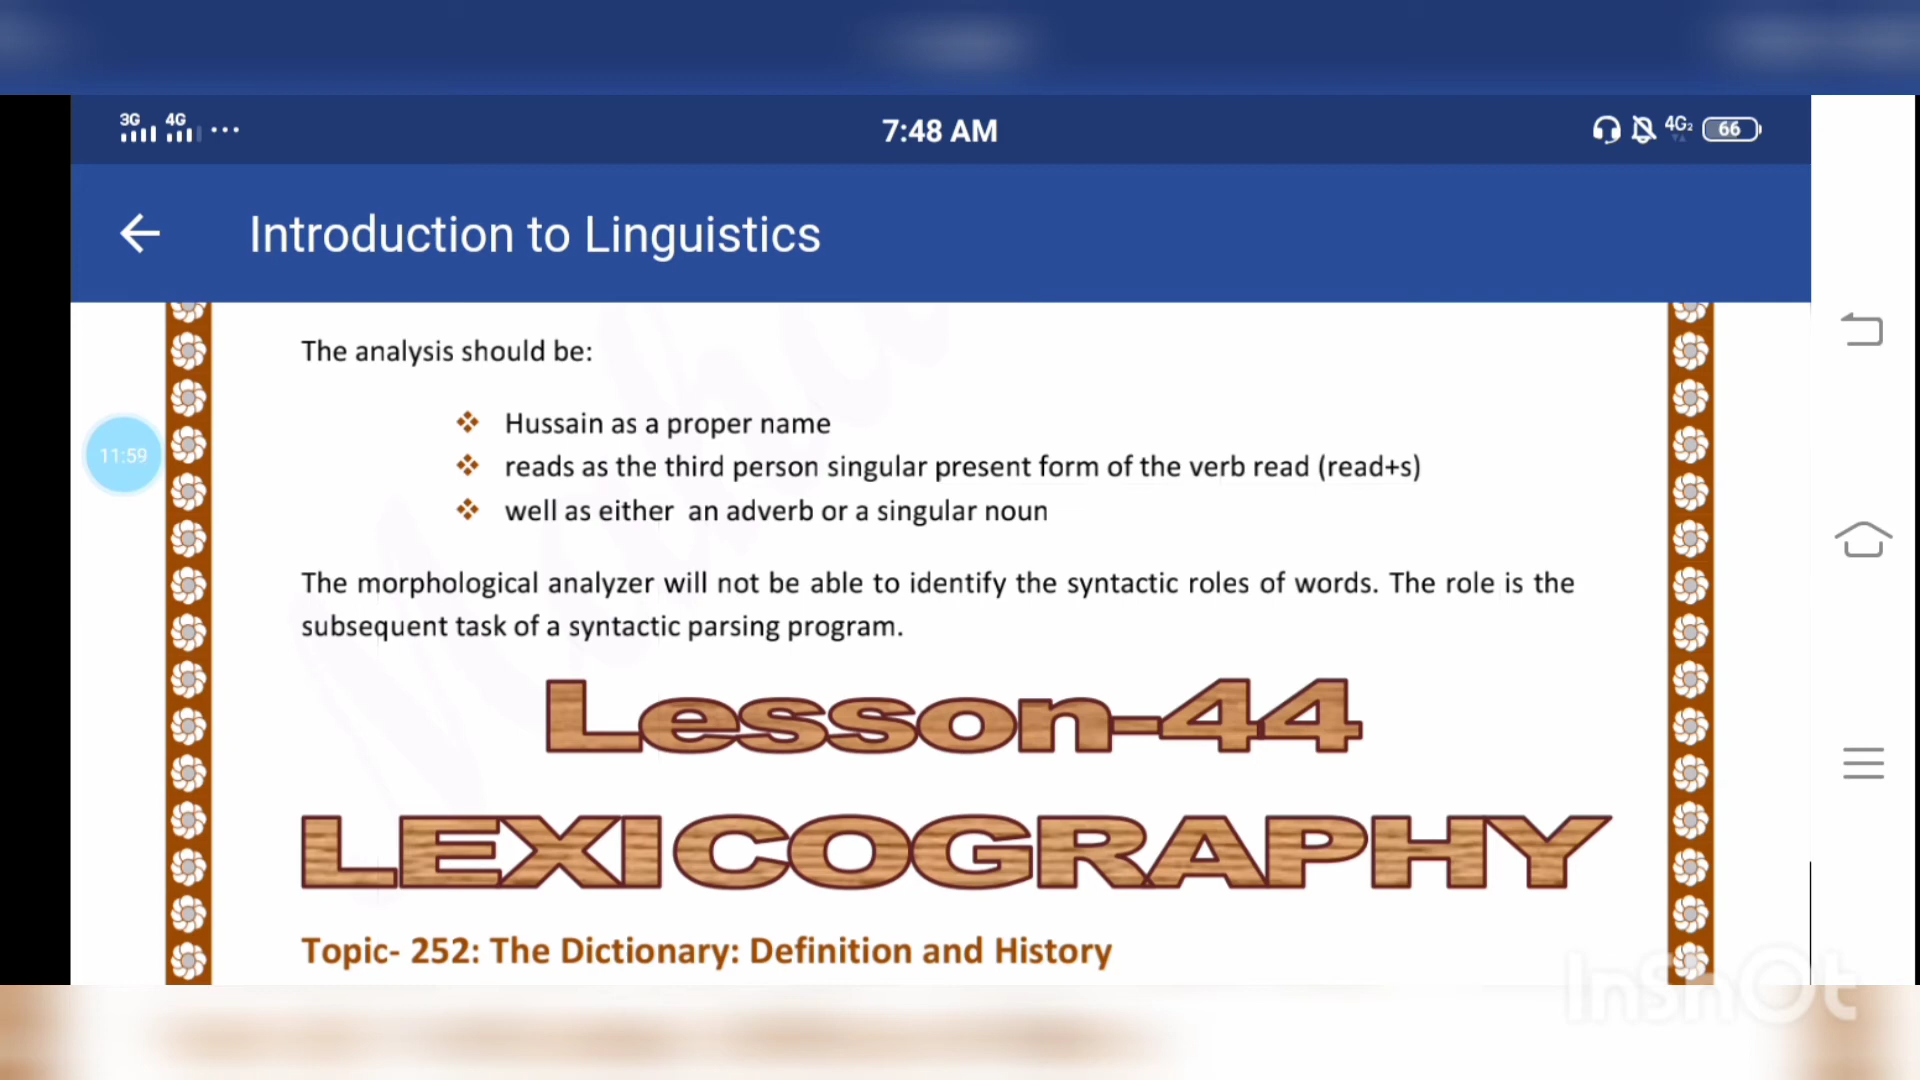 3G 4G
7:48 AM
4G2 66
Introduction to Linguistics
The analysis should be:
11:59
Hussain as a proper name
reads as the third person singular present form of the verb read (read+s)
well as either an adverb or a singular noun
The morphological analyzer will not be able to identify the syntactic roles of words. The role is the
subsequent task of a syntactic parsing program.
Lesson-44
LEXICOGRAPHY
Topic- 252: The Dictionary: Definition and History
InShOt